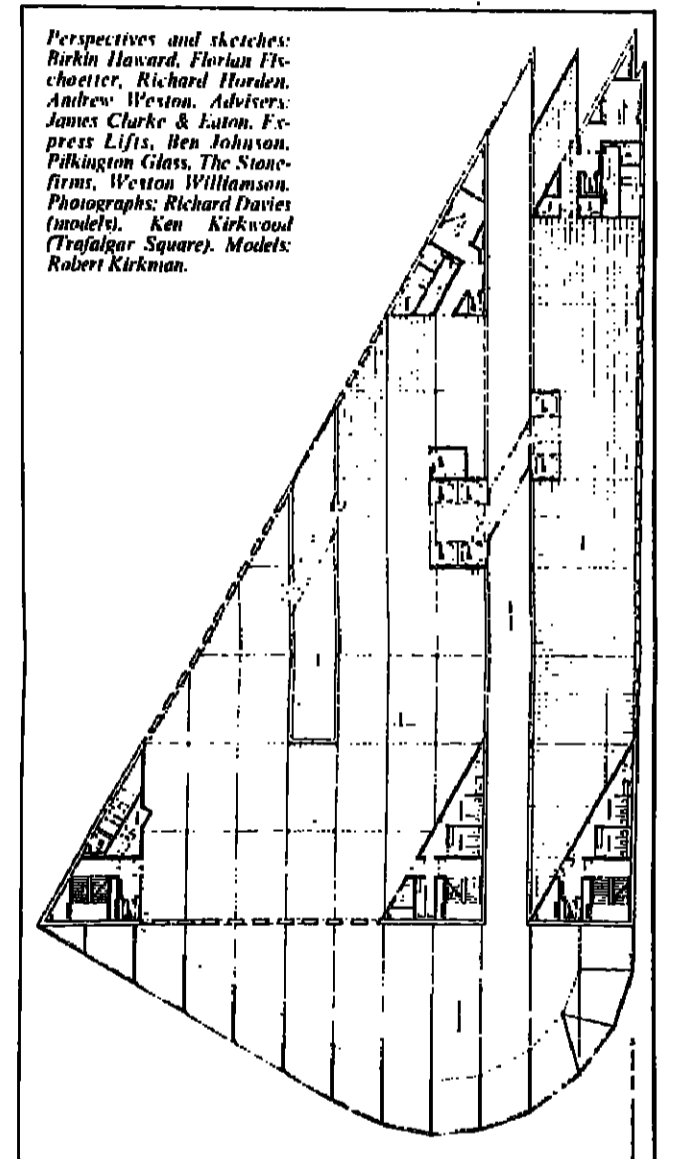 Perspectives and sketches:
Birkin Haward, Florian Fis-
choetter, Richard Horden,
Andrew Weston. Advisers:
James Clarke & Eaton, Ex-
press Lifts, Ben Johnson,
Pilkington Glass, The Stone-
firms, Weston Williamson.
Photographs: Richard Davies
(models), Ken Kirkwood
(Trafalgar Square). Models:
Robert Kirkman.